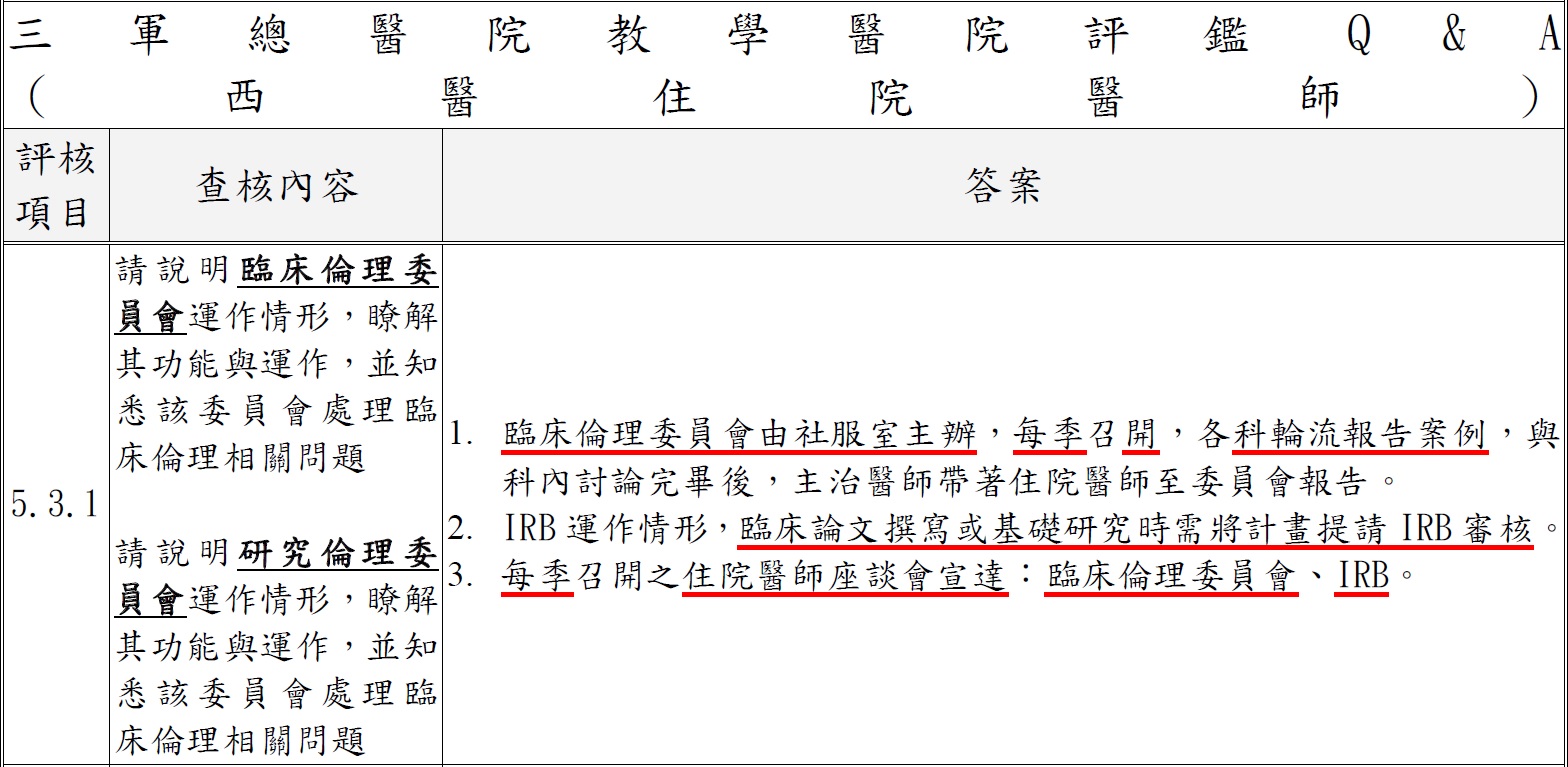 三軍總醫院教學醫院評鑑Q&A
(西醫住院醫師)
評核
項目
查核內容
答案
5.3.1
請說明臨床倫理委
員會運作情形，瞭解
其功能與運作，並知
悉該委員會處理臨
床倫理相關問題
請說明研究倫理委
員會運作情形，瞭解
其功能與運作，並知
悉該委員會處理臨
床倫理相關問題
1. 臨床倫理委員會由社服室主辦，每季召開，各科輪流報告案例，與
科內討論完畢後，主治醫師帶著住院醫師至委員會報告。
2. IRB 運作情形，臨床論文撰寫或基礎研究時需將計畫提請 IRB 審核。
3. 每季召開之住院醫師座談會宣達：臨床倫理委員會、IRB。